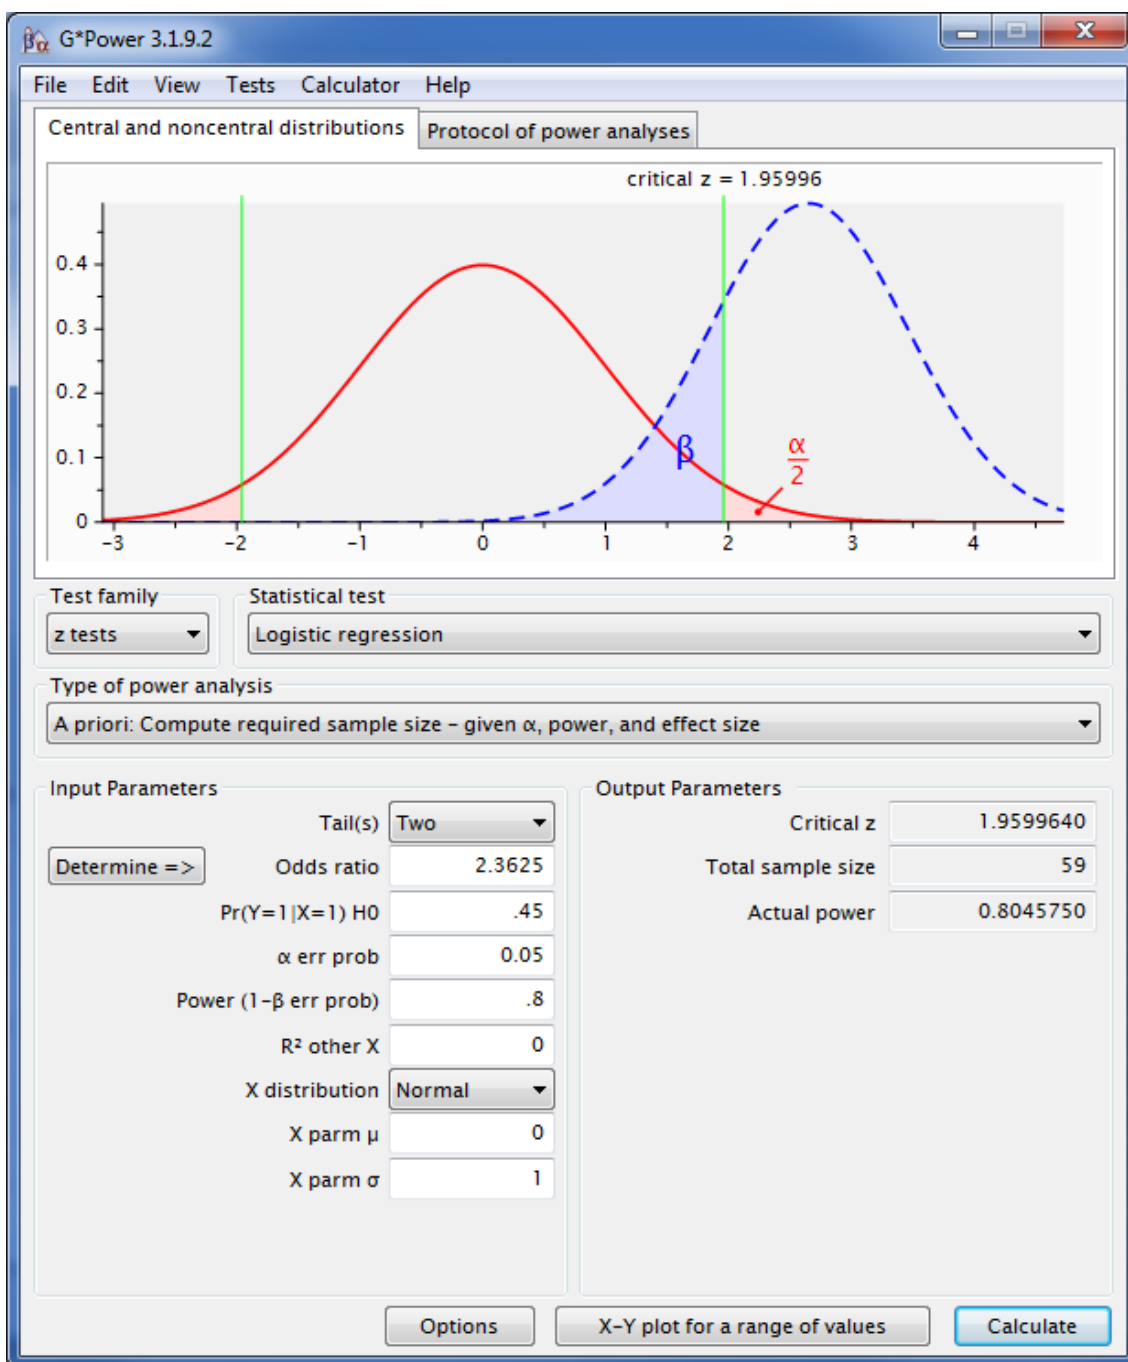 G*Power 3.1.9.2
File Edit View Tests Calculator Help
Central and noncentral distributions Protocol of power analyses
critical z = 1.95996
0.4
0.3
0.2
0.1
0
β
α
2
-3 -2 -1 0 1 2 3 4
Test family Statistical test
z tests Logistic regression
Type of power analysis
A priori: Compute required sample size – given α, power, and effect size
Input Parameters Output Parameters
Tail(s) Two Critical z 1.9599640
Determine => Odds ratio 2.3625 Total sample size 59
Pr(Y=1|X=1) H0 .45 Actual power 0.8045750
α err prob 0.05
Power (1-β err prob) .8
R² other X 0
X distribution Normal
X parm μ 0
X parm σ 1
Options X-Y plot for a range of values Calculate